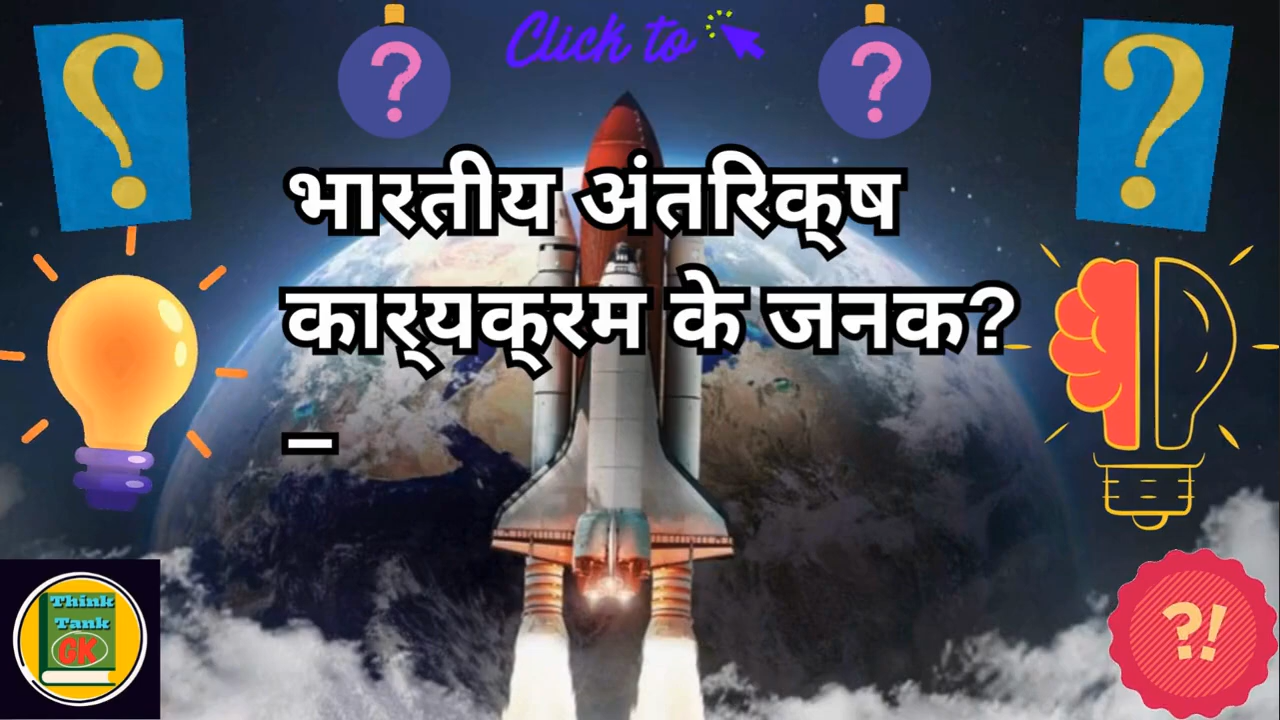 Click to
भारतीय अंतरिक्ष
कार्यक्रम के जनक?
–
Think
Tank
GK
?!